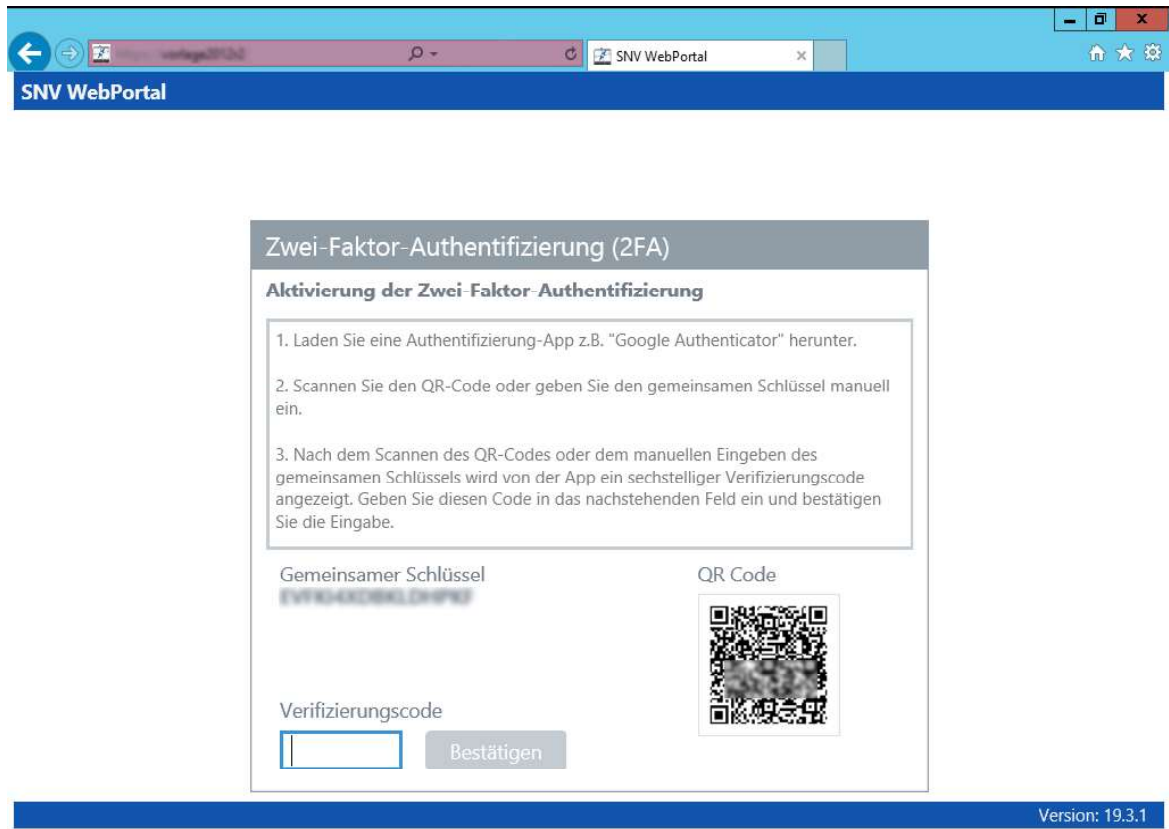 SNV WebPortal
SNV WebPortal
Zwei-Faktor-Authentifizierung (2FA)
Aktivierung der Zwei-Faktor-Authentifizierung
1. Laden Sie eine Authentifizierung-App z.B. "Google Authenticator" herunter.
2. Scannen Sie den QR-Code oder geben Sie den gemeinsamen Schlüssel manuell
ein.
3. Nach dem Scannen des QR-Codes oder dem manuellen Eingeben des
gemeinsamen Schlüssels wird von der App ein sechstelliger Verifizierungscode
angezeigt. Geben Sie diesen Code in das nachstehenden Feld ein und bestätigen
Sie die Eingabe.
Gemeinsamer Schlüssel
QR Code
Verifizierungscode
Bestätigen
Version: 19.3.1